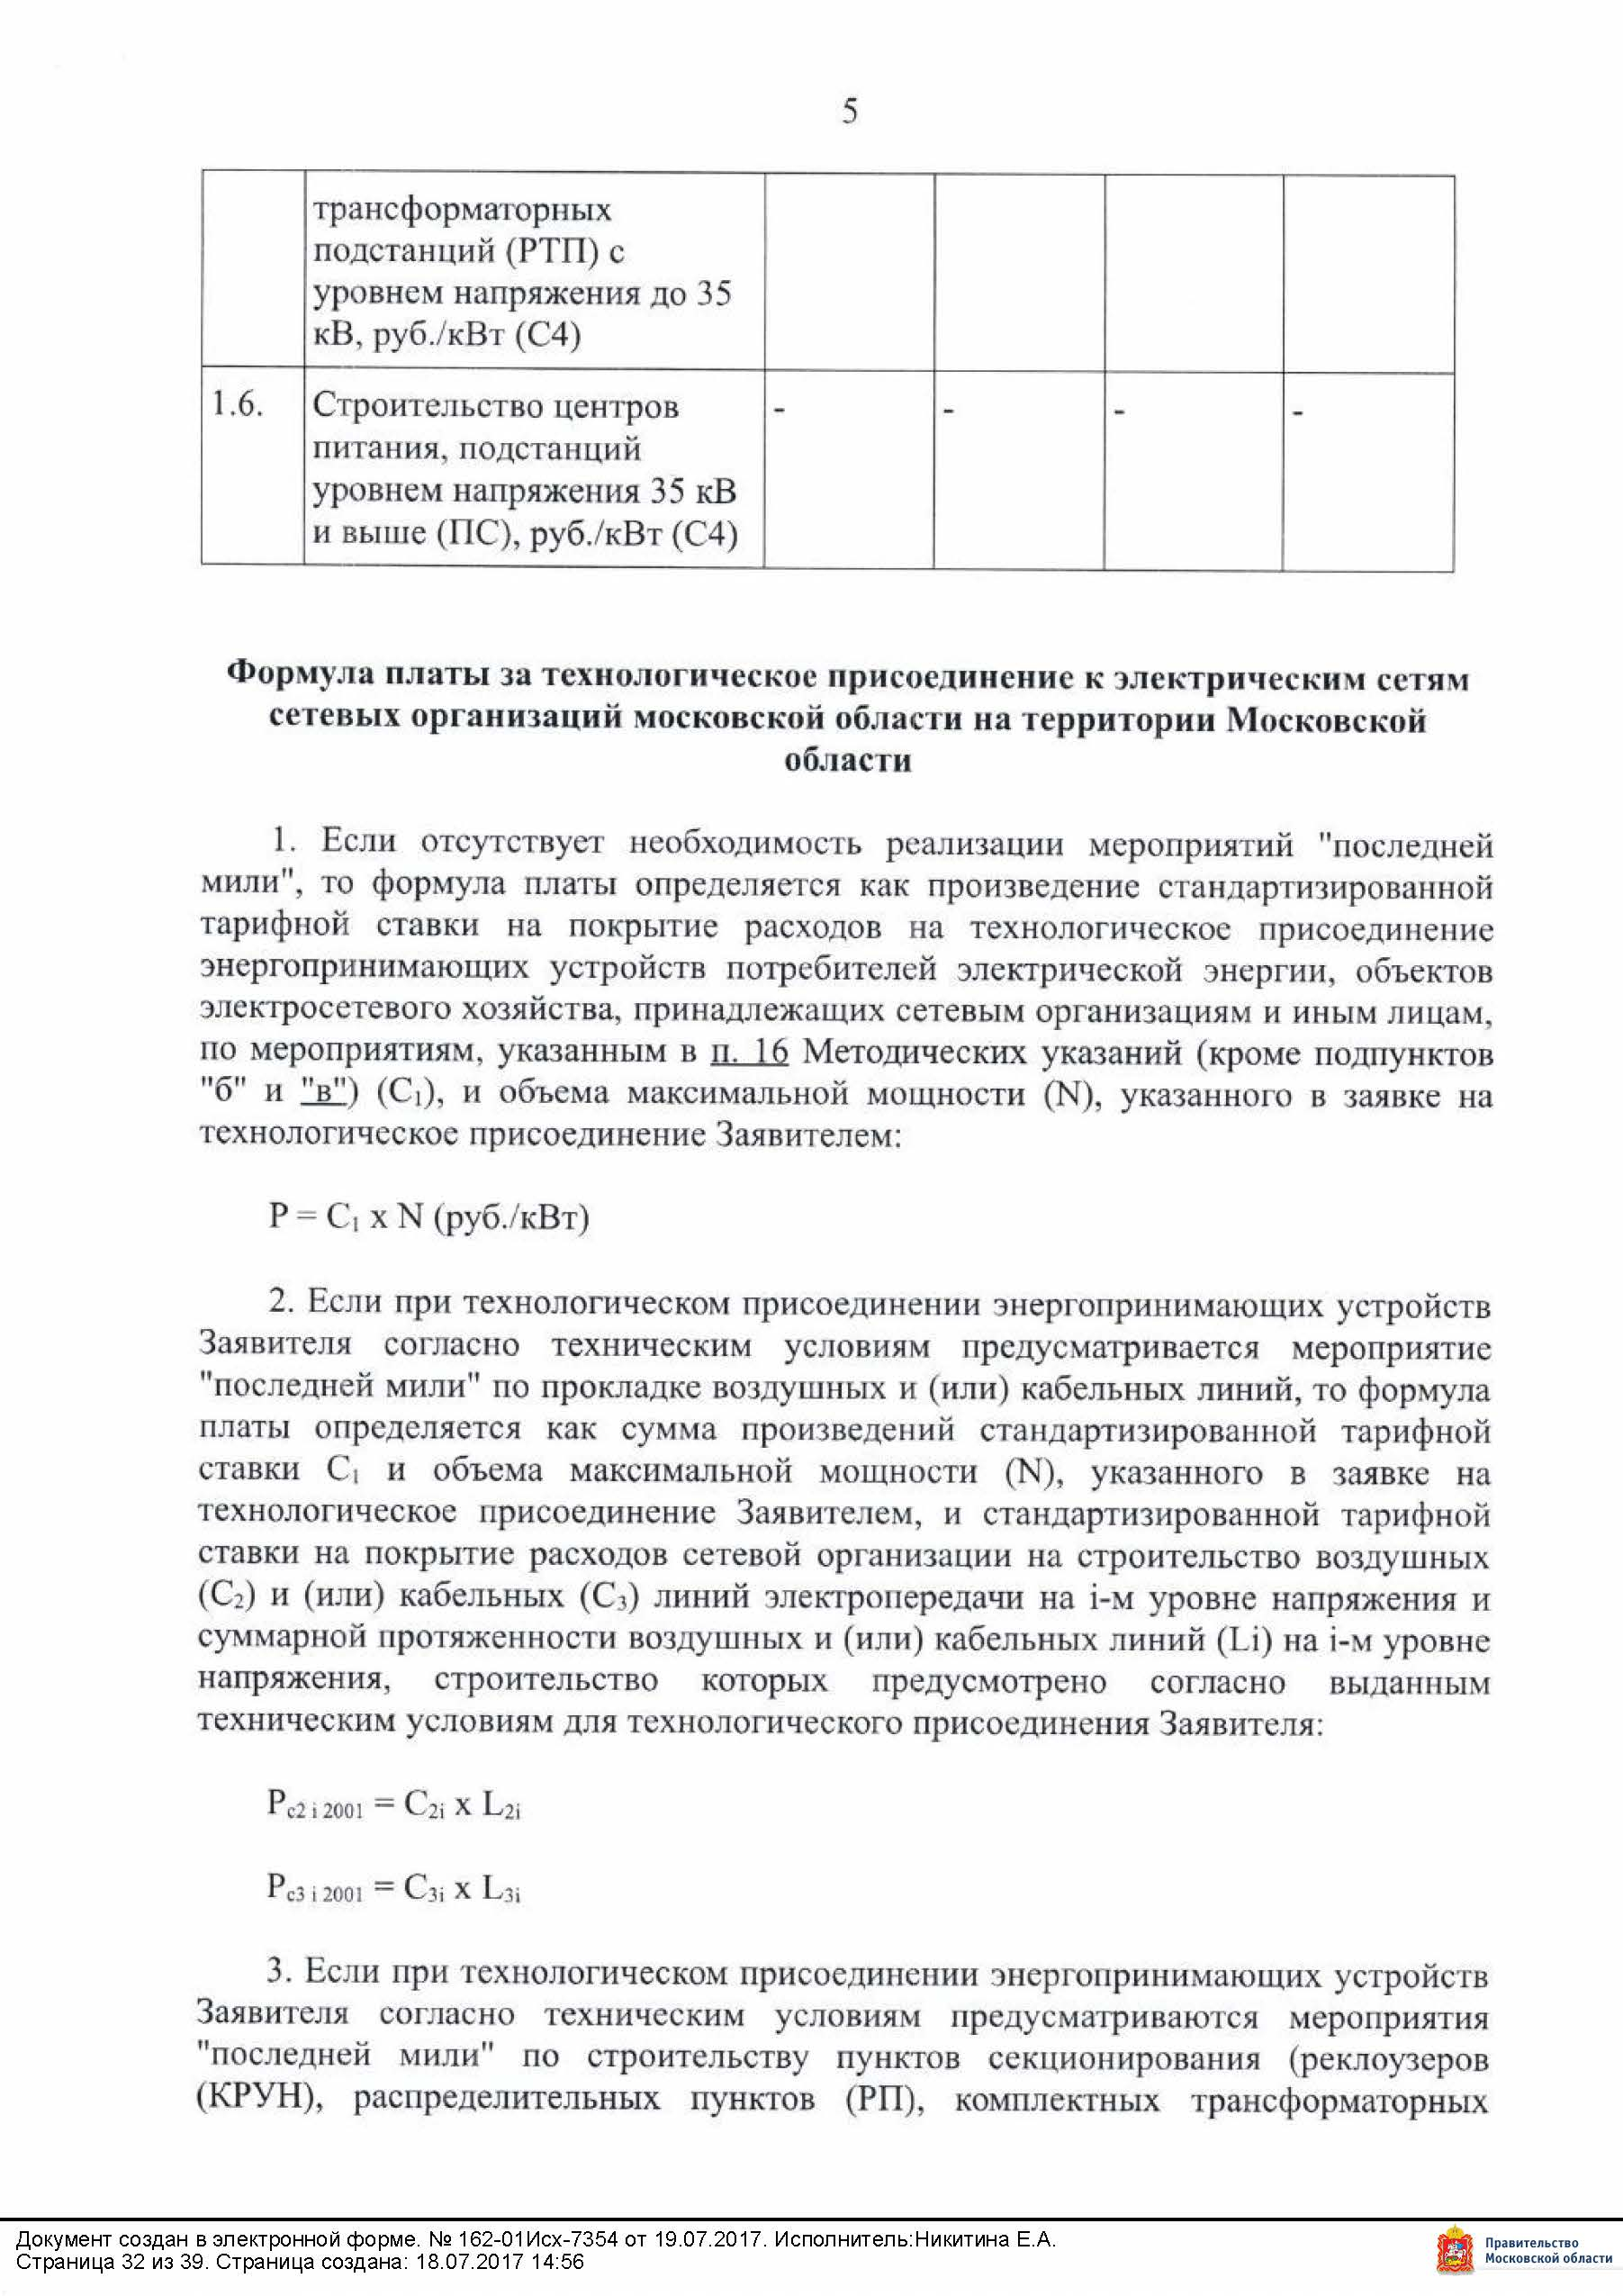 5
трансформаторных
подстанций (РТП) с
уровнем напряжения до 35
кВ, руб./кВт (С4)
1.6.
Строительство центров
питания, подстанций
уровнем напряжения 35 кВ
и выше (ПС), руб./кВт (С4)
-
-
-
-
Формула платы за технологическое присоединение к электрическим сетям
сетевых организаций московской области на территории Московской
области
1. Если отсутствует необходимость реализации мероприятий "последней
мили", то формула платы определяется как произведение стандартизированной
тарифной ставки на покрытие расходов на технологическое присоединение
энергопринимающих устройств потребителей электрической энергии, объектов
электросетевого хозяйства, принадлежащих сетевым организациям и иным лицам,
по мероприятиям, указанным в п. 16 Методических указаний (кроме подпунктов
"б" и "в") (С₁), и объема максимальной мощности (N), указанного в заявке на
технологическое присоединение Заявителем:
Р = С₁ х N (руб./кВт)
2. Если при технологическом присоединении энергопринимающих устройств
Заявителя согласно техническим условиям предусматривается мероприятие
"последней мили" по прокладке воздушных и (или) кабельных линий, то формула
платы определяется как сумма произведений стандартизированной тарифной
ставки С₁ и объема максимальной мощности (N), указанного в заявке на
технологическое присоединение Заявителем, и стандартизированной тарифной
ставки на покрытие расходов сетевой организации на строительство воздушных
(С₂) и (или) кабельных (С₃) линий электропередачи на i-м уровне напряжения и
суммарной протяженности воздушных и (или) кабельных линий (Li) на i-м уровне
напряжения, строительство которых предусмотрено согласно выданным
техническим условиям для технологического присоединения Заявителя:
Рс2 i 2001 = С2i х L2i
Рс3 i 2001 = С3i х L3i
3. Если при технологическом присоединении энергопринимающих устройств
Заявителя согласно техническим условиям предусматриваются мероприятия
"последней мили" по строительству пунктов секционирования (реклоузеров
(КРУН), распределительных пунктов (РП), комплектных трансформаторных
Документ создан в электронной форме. № 162-01Исх-7354 от 19.07.2017. Исполнитель:Никитина Е.А.
Страница 32 из 39. Страница создана: 18.07.2017 14:56
Правительство
Московской области